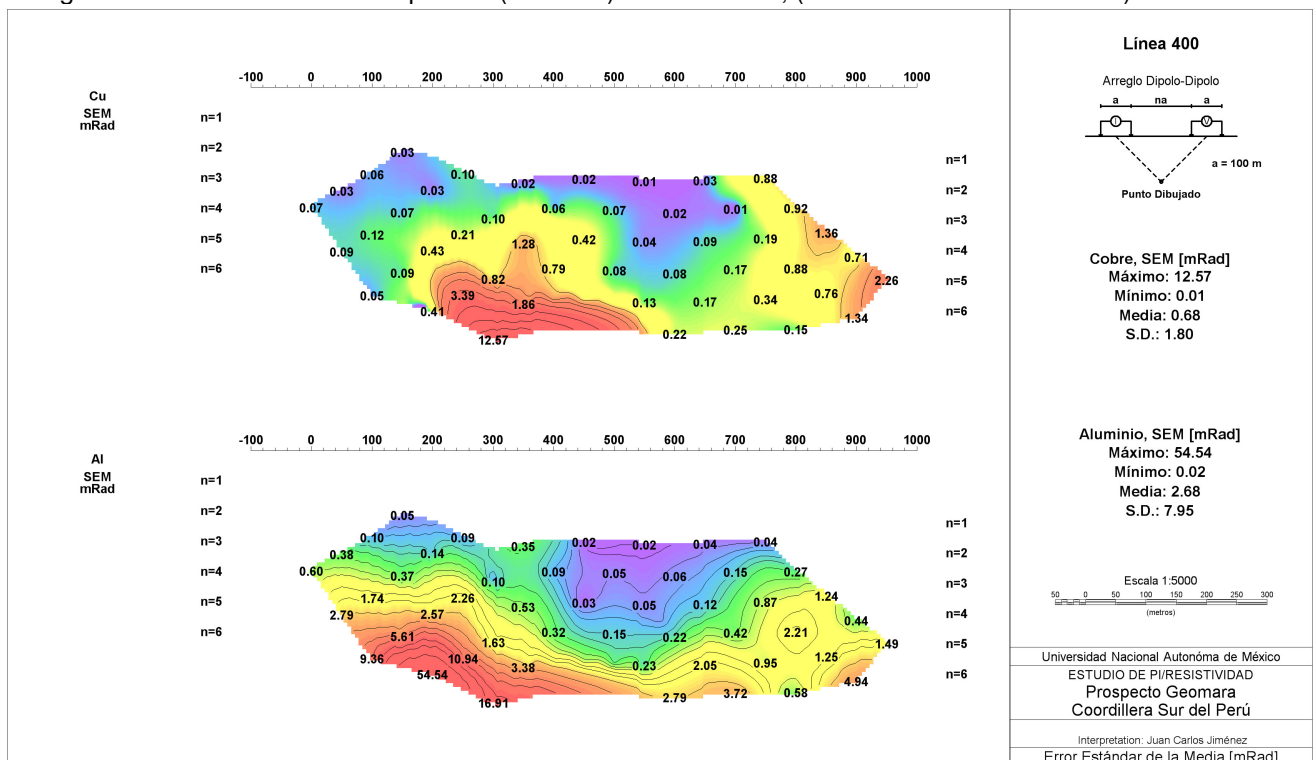 Línea 400
Arreglo Dipolo-Dipolo
a na a
I V
a = 100 m
Punto Dibujado
-100 0 100 200 300 400 500 600 700 800 900 1000
Cu
SEM
mRad
n=1
n=2
n=3
n=4
n=5
n=6
n=1
n=2
n=3
n=4
n=5
n=6
0.03
0.06 0.10 0.02 0.02 0.01 0.03 0.88
0.03 0.03
0.07 0.07 0.10 0.06 0.07 0.02 0.01 0.92
0.12 0.21 1.28 0.42 0.04 0.09 0.19 1.36
0.09 0.43 0.71
0.09 0.82 0.79 0.08 0.08 0.17 0.88 2.26
0.05 3.39 1.86 0.13 0.17 0.34 0.76
0.41 12.57 0.22 0.25 0.15 1.34
Cobre, SEM [mRad]
Máximo: 12.57
Mínimo: 0.01
Media: 0.68
S.D.: 1.80
-100 0 100 200 300 400 500 600 700 800 900 1000
Al
SEM
mRad
n=1
n=2
n=3
n=4
n=5
n=6
n=1
n=2
n=3
n=4
n=5
n=6
0.05
0.10 0.09 0.35 0.02 0.02 0.04 0.04
0.38 0.14
0.60 0.37 0.10 0.09 0.05 0.06 0.15 0.27
1.74 2.26 0.53 0.03 0.05 0.12 0.87 1.24
2.79 2.57 0.44
5.61 1.63 0.32 0.15 0.22 0.42 2.21 1.49
9.36 10.94 3.38 0.23 2.05 0.95 1.25
54.54 16.91 2.79 3.72 0.58 4.94
Aluminio, SEM [mRad]
Máximo: 54.54
Mínimo: 0.02
Media: 2.68
S.D.: 7.95
Escala 1:5000
50 0 50 100 150 200 250 300
(metros)
Universidad Nacional Autonóma de México
ESTUDIO DE PI/RESISTIVIDAD
Prospecto Geomara
Coordillera Sur del Perú
Interpretation: Juan Carlos Jiménez
Error Estándar de la Media [mRad]